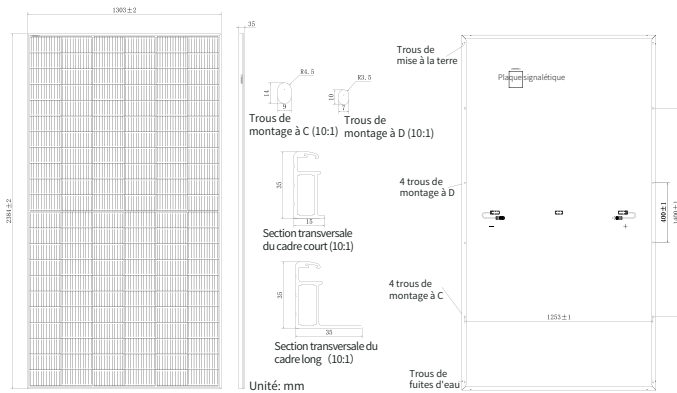 1303±2
35
2384±2
R4.5
14
9
R3.5
10
7
Trous de
montage à C (10:1)
Trous de
montage à D (10:1)
35
15
Section transversale
du cadre court (10:1)
35
35
Section transversale du
cadre long (10:1)
Unité: mm
Trous de
mise à la terre
Plaque signalétique
4 trous de
montage à D
4 trous de
montage à C
Trous de
fuites d'eau
400±1
1400±1
1253±1
−
+